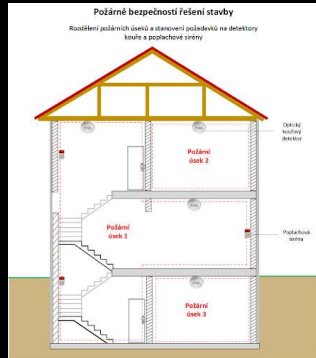 Požárně bezpečností řešení stavby
Rozdělení požárních úseků a stanovení požadavků na detektory
kouře a poplachové sirény
Optický
kouřový
detektor
Požární
úsek 2
Požární
úsek 1
Poplachová
siréna
Požární
úsek 3